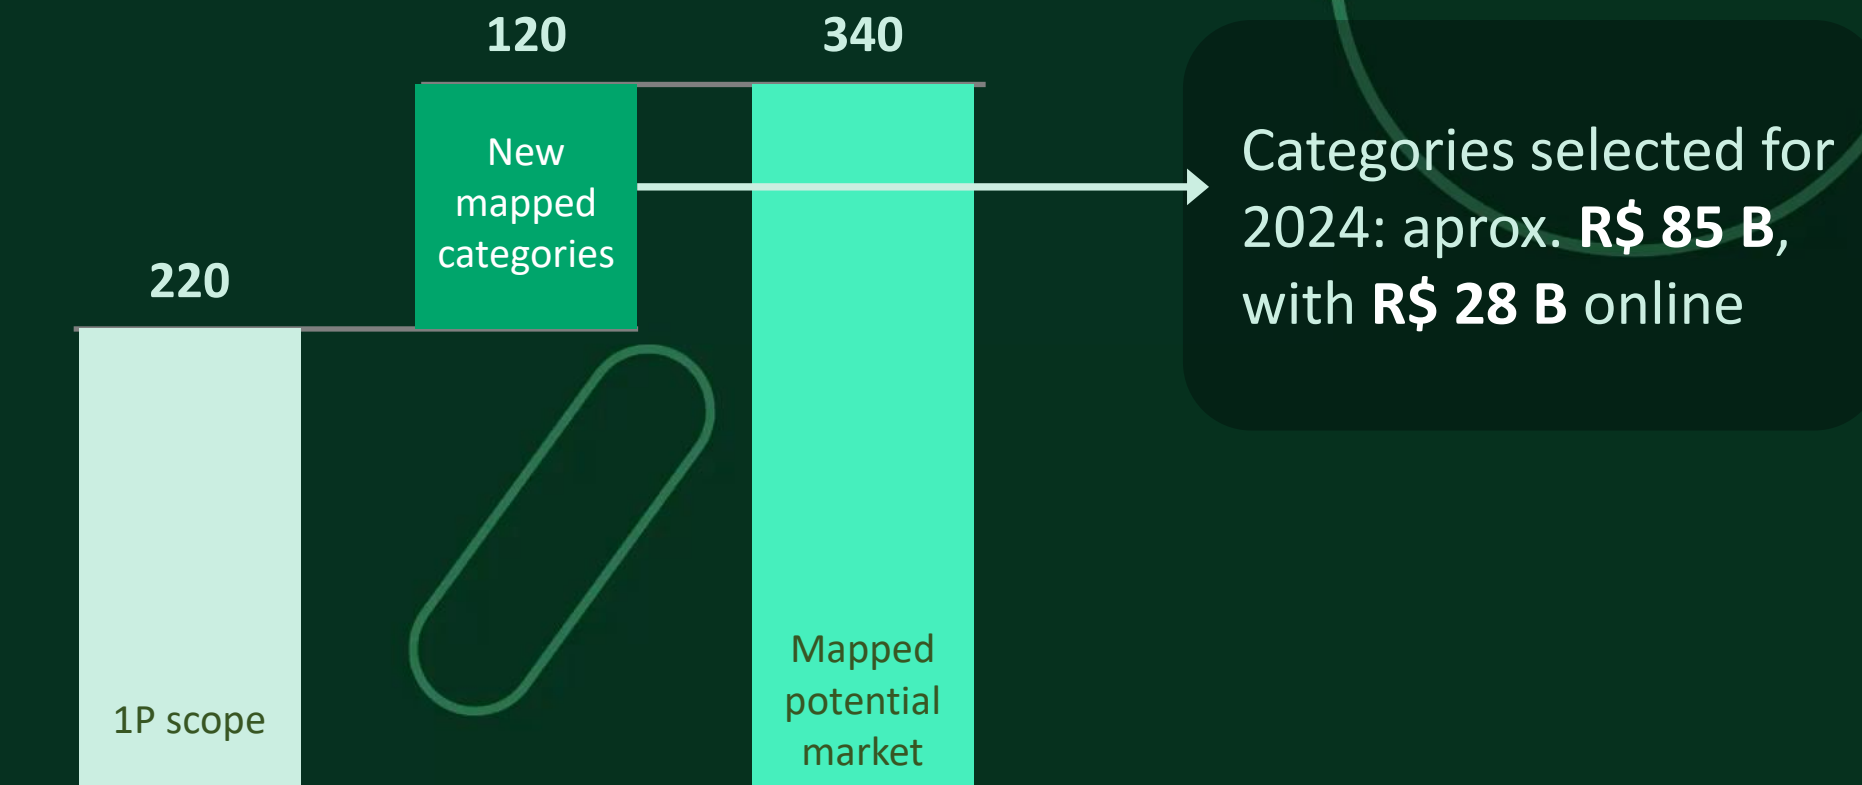 120
340
New
mapped
categories
220
1P scope
Mapped
potential
market
Categories selected for
2024: aprox. R$ 85 B,
with R$ 28 B online